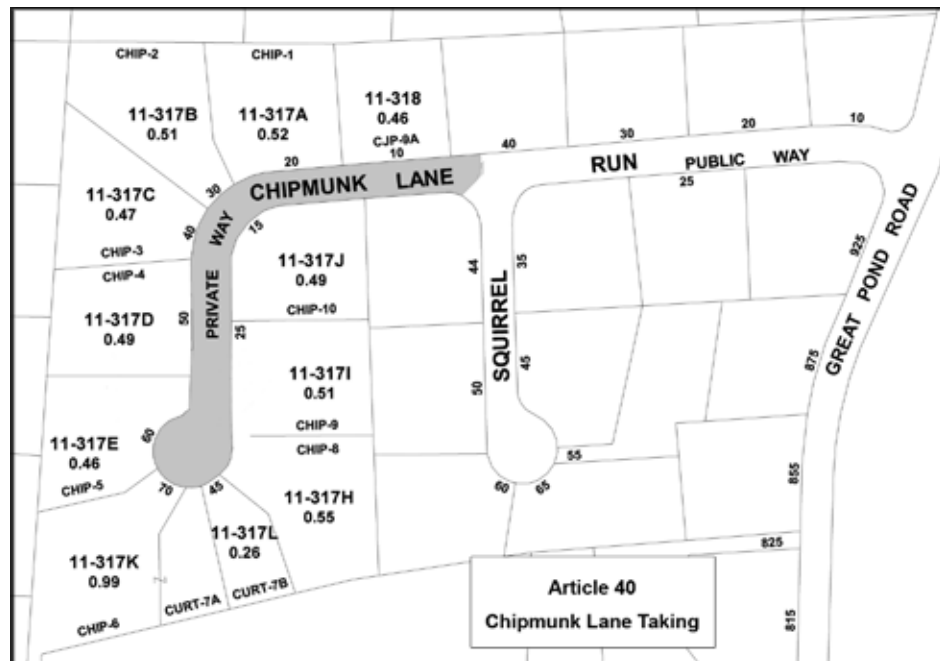 CHIP-2
CHIP-1
11-317B
0.51
11-317A
0.52
11-318
0.46
CJP-9A
10
20
30
40
40
30
20
10
CHIPMUNK LANE
RUN PUBLIC WAY
25
11-317C
0.47
CHIP-3
CHIP-4
40
15
PRIVATE WAY
11-317J
0.49
CHIP-10
44
35
SQUIRREL
925
GREAT POND ROAD
11-317D
0.49
50
25
11-317I
0.51
CHIP-9
CHIP-8
50
45
875
11-317E
0.46
CHIP-5
60
70
45
11-317H
0.55
55
60
65
855
11-317K
0.99
CHIP-6
11-317L
0.26
CURT-7A
CURT-7B
825
815
Article 40
Chipmunk Lane Taking